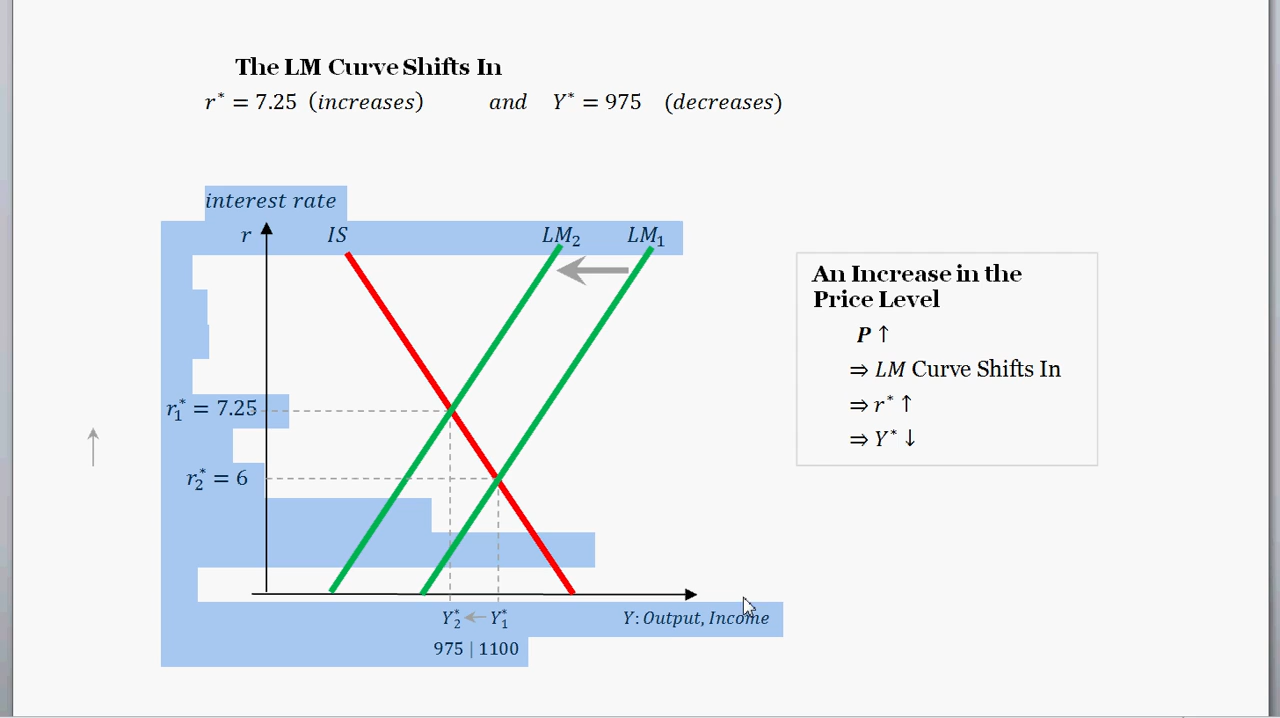 The LM Curve Shifts In
r* = 7.25 (increases) and Y* = 975 (decreases)
interest rate
r IS LM₂ LM₁
r₁* = 7.25
r₂* = 6
Y₂* ← Y₁* Y: Output, Income
975 | 1100
An Increase in the
Price Level
P ↑
⇒ LM Curve Shifts In
⇒ r* ↑
⇒ Y* ↓